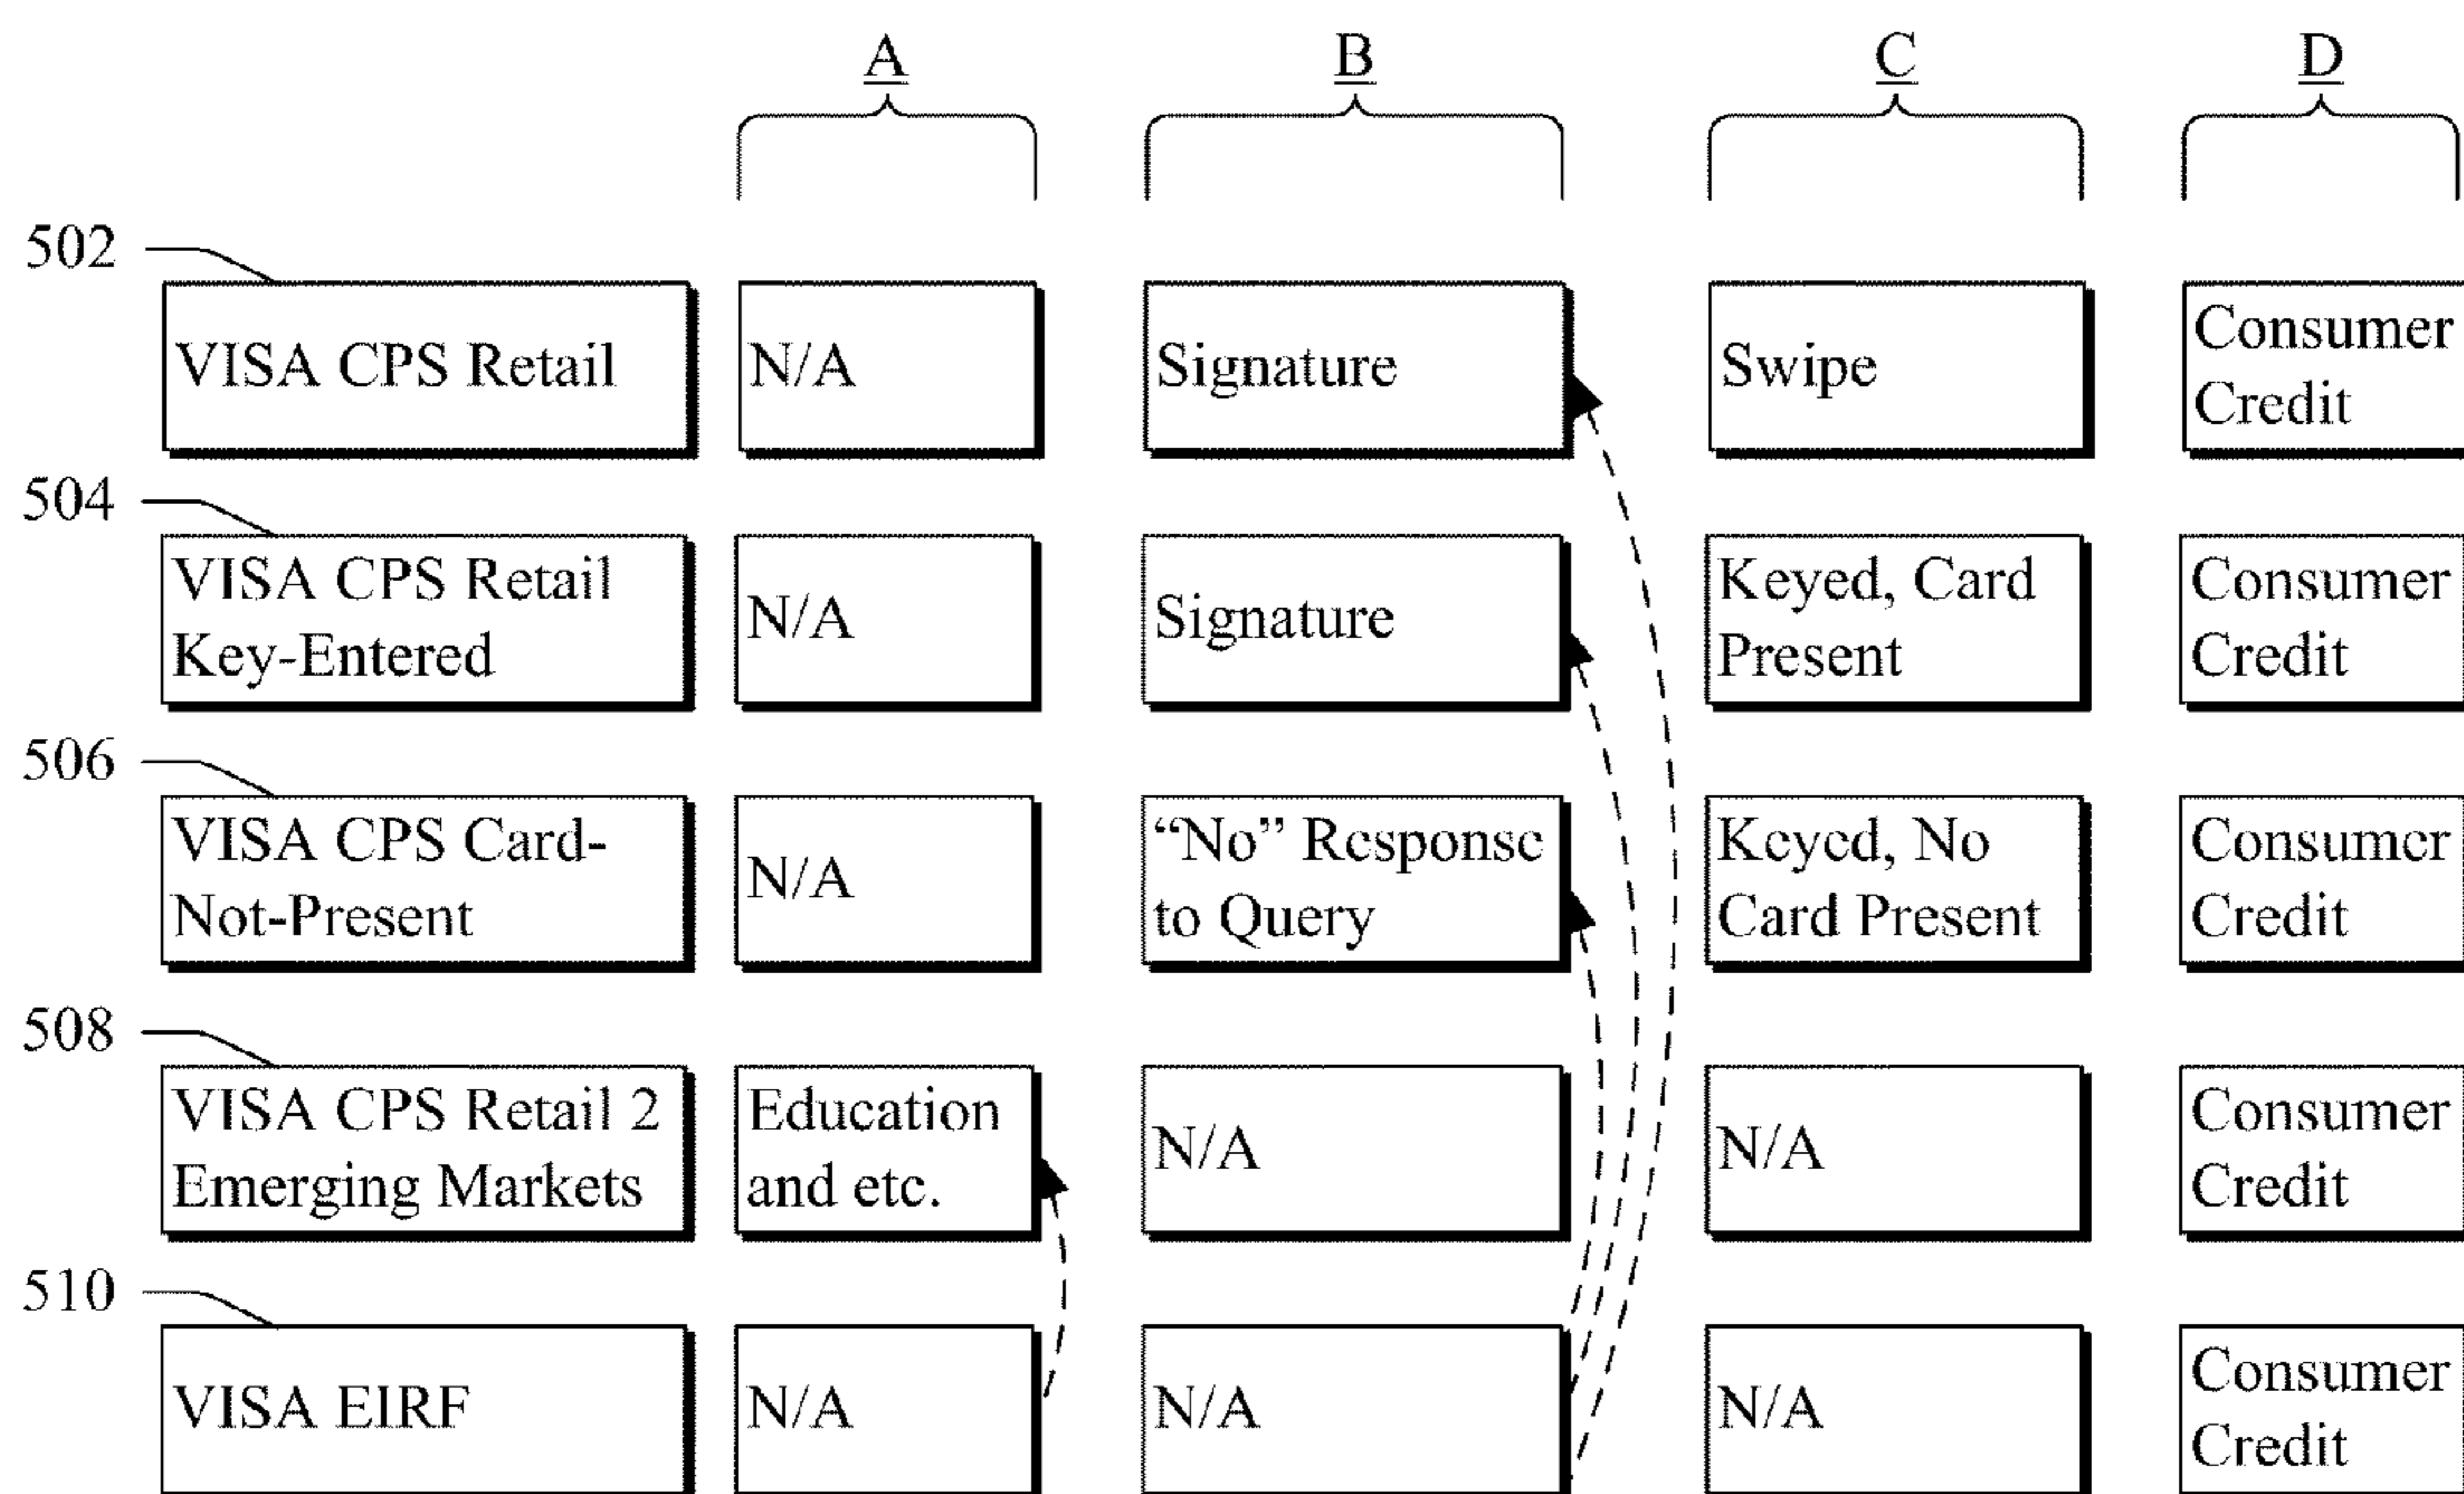 A B C D
502
VISA CPS Retail
N/A
Signature
Swipe
Consumer
Credit
504
VISA CPS Retail
Key-Entered
N/A
Signature
Keyed, Card
Present
Consumer
Credit
506
VISA CPS Card-
Not-Present
N/A
“No” Response
to Query
Keyed, No
Card Present
Consumer
Credit
508
VISA CPS Retail 2
Emerging Markets
Education
and etc.
N/A
N/A
Consumer
Credit
510
VISA EIRF
N/A
N/A
N/A
Consumer
Credit